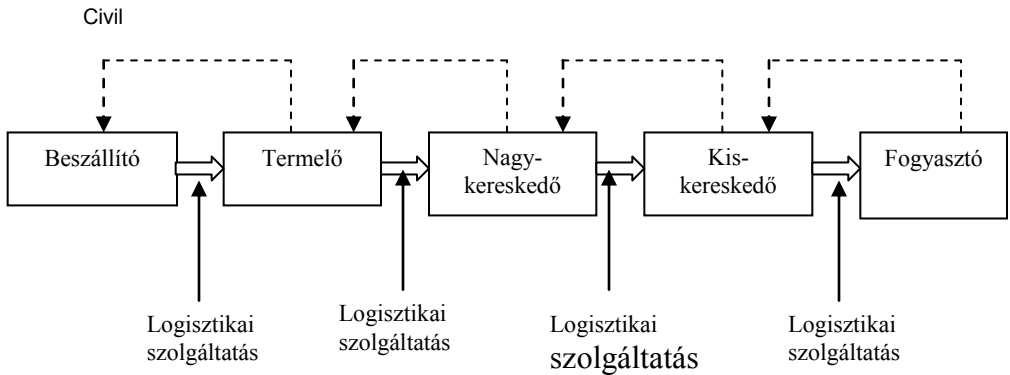 Civil
Beszállító
Termelő
Nagy-
kereskedő
Kis-
kereskedő
Fogyasztó
Logisztikai
szolgáltatás
Logisztikai
szolgáltatás
Logisztikai
szolgáltatás
Logisztikai
szolgáltatás